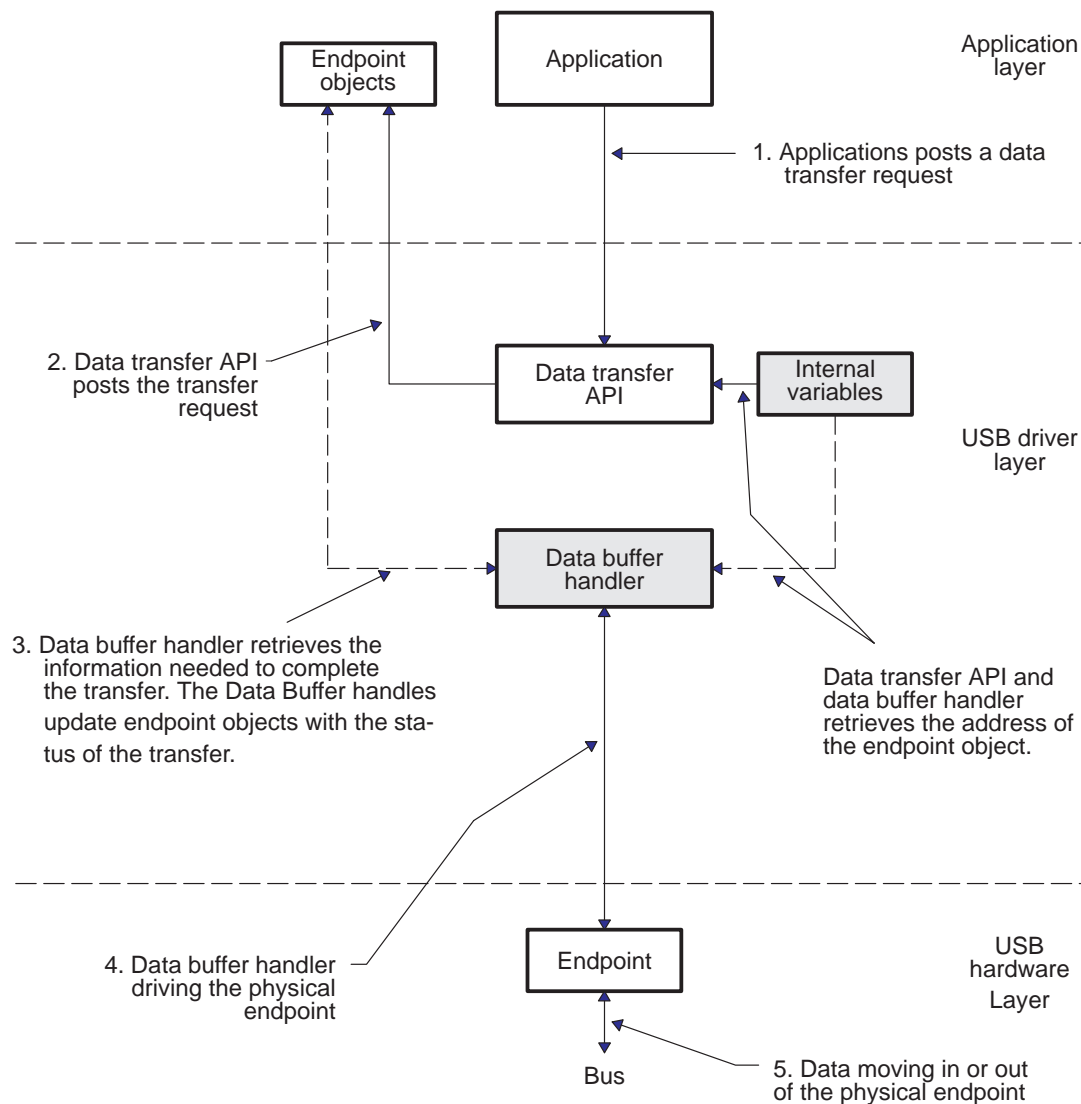 Endpoint
objects
Application
Application
layer
1. Applications posts a data
transfer request
2. Data transfer API
posts the transfer
request
Data transfer
API
Internal
variables
USB driver
layer
Data buffer
handler
3. Data buffer handler retrieves the
information needed to complete
the transfer. The Data Buffer handles
update endpoint objects with the sta-
tus of the transfer.
Data transfer API and
data buffer handler
retrieves the address of
the endpoint object.
4. Data buffer handler
driving the physical
endpoint
Endpoint
USB
hardware
Layer
Bus
5. Data moving in or out
of the physical endpoint